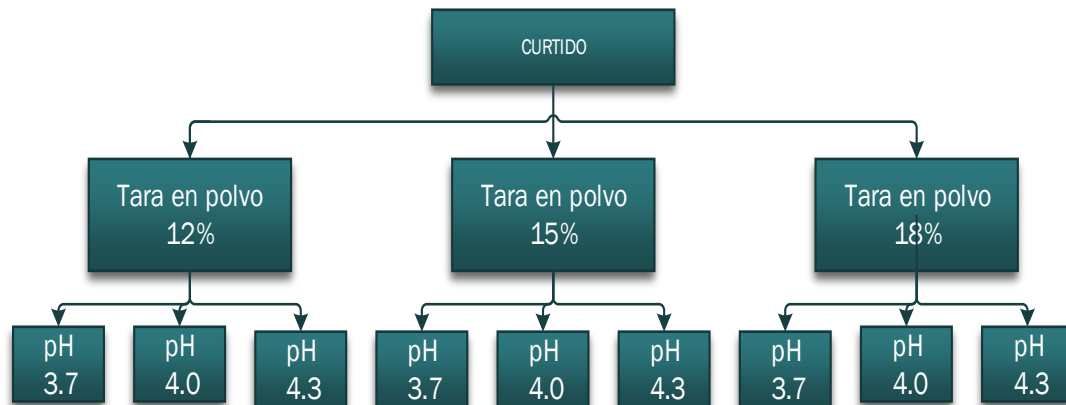 CURTIDO
Tara en polvo
12%
Tara en polvo
15%
Tara en polvo
18%
pH
3.7
pH
4.0
pH
4.3
pH
3.7
pH
4.0
pH
4.3
pH
3.7
pH
4.0
pH
4.3